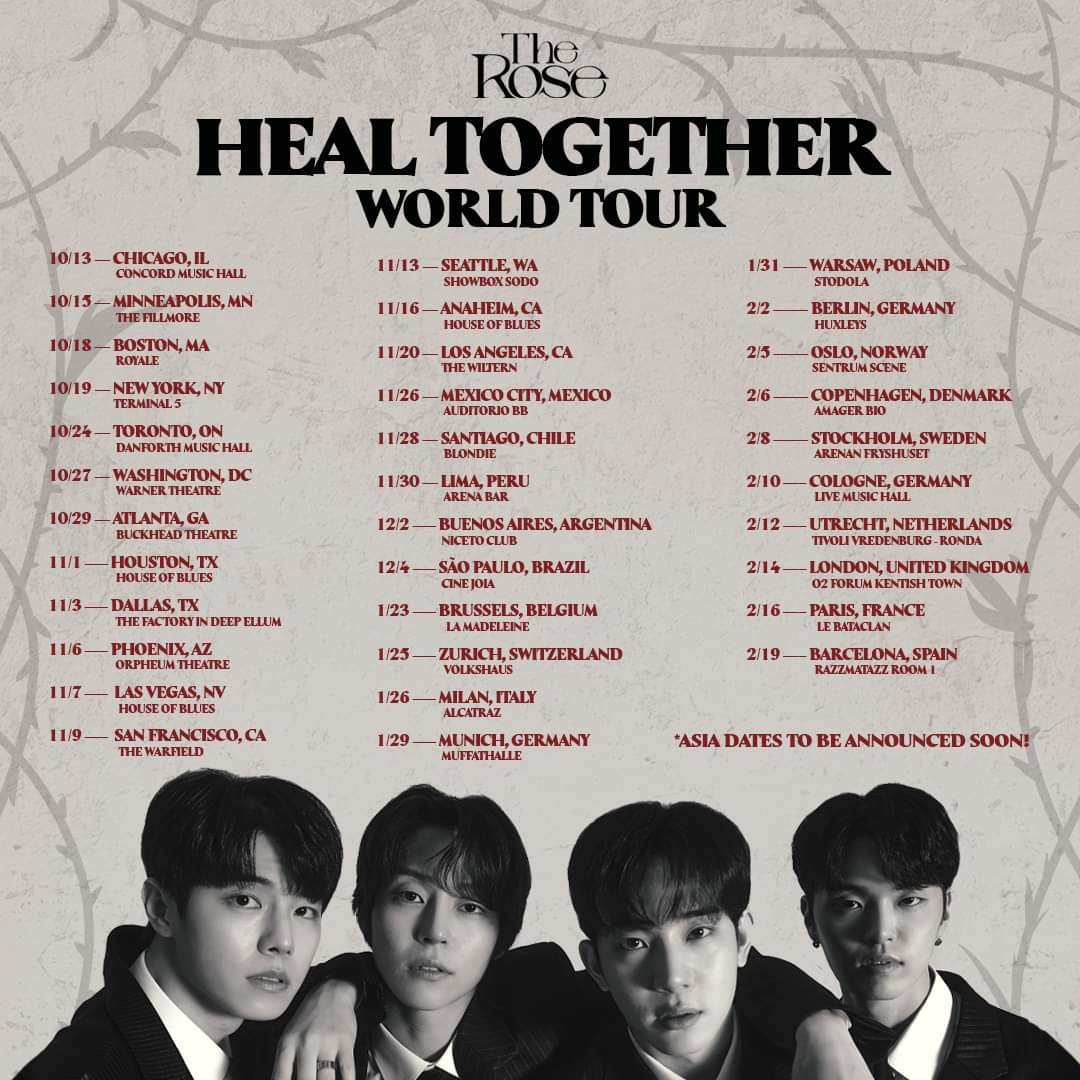 The
Rose
HEAL TOGETHER
WORLD TOUR
10/13 — CHICAGO, IL
CONCORD MUSIC HALL
10/15 — MINNEAPOLIS, MN
THE FILLMORE
10/18 — BOSTON, MA
ROYALE
10/19 — NEW YORK, NY
TERMINAL 5
10/24 — TORONTO, ON
DANFORTH MUSIC HALL
10/27 — WASHINGTON, DC
WARNER THEATRE
10/29 — ATLANTA, GA
BUCKHEAD THEATRE
11/1 — HOUSTON, TX
HOUSE OF BLUES
11/3 — DALLAS, TX
THE FACTORY IN DEEP ELLUM
11/6 — PHOENIX, AZ
ORPHEUM THEATRE
11/7 — LAS VEGAS, NV
HOUSE OF BLUES
11/9 — SAN FRANCISCO, CA
THE WARFIELD
11/13 — SEATTLE, WA
SHOWBOX SODO
11/16 — ANAHEIM, CA
HOUSE OF BLUES
11/20 — LOS ANGELES, CA
THE WILTERN
11/26 — MEXICO CITY, MEXICO
AUDITORIO BB
11/28 — SANTIAGO, CHILE
BLONDIE
11/30 — LIMA, PERU
ARENA BAR
12/2 — BUENOS AIRES, ARGENTINA
NICETO CLUB
12/4 — SÃO PAULO, BRAZIL
CINE JOIA
1/23 — BRUSSELS, BELGIUM
LA MADELEINE
1/25 — ZURICH, SWITZERLAND
VOLKSHAUS
1/26 — MILAN, ITALY
ALCATRAZ
1/29 — MUNICH, GERMANY
MUFFATHALLE
1/31 — WARSAW, POLAND
STODOLA
2/2 — BERLIN, GERMANY
HUXLEYS
2/5 — OSLO, NORWAY
SENTRUM SCENE
2/6 — COPENHAGEN, DENMARK
AMAGER BIO
2/8 — STOCKHOLM, SWEDEN
ARENAN FRYSHUSET
2/10 — COLOGNE, GERMANY
LIVE MUSIC HALL
2/12 — UTRECHT, NETHERLANDS
TIVOLI VREDENBURG - RONDA
2/14 — LONDON, UNITED KINGDOM
O2 FORUM KENTISH TOWN
2/16 — PARIS, FRANCE
LE BATACLAN
2/19 — BARCELONA, SPAIN
RAZZMATAZZ ROOM 1
*ASIA DATES TO BE ANNOUNCED SOON!